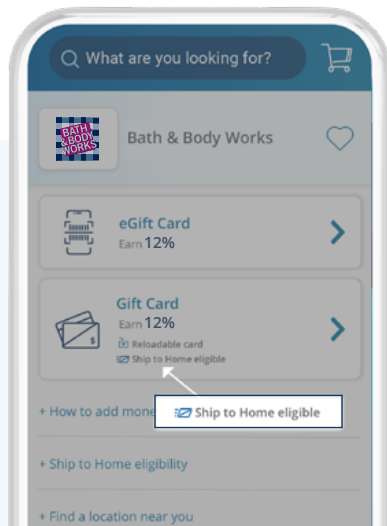 What are you looking for?
BATH
& BODY
WORKS
Bath & Body Works
eGift Card
Earn 12%
Gift Card
Earn 12%
$
Reloadable card
Ship to Home eligible
+ How to add mone
Ship to Home eligible
+ Ship to Home eligibility
+ Find a location near you